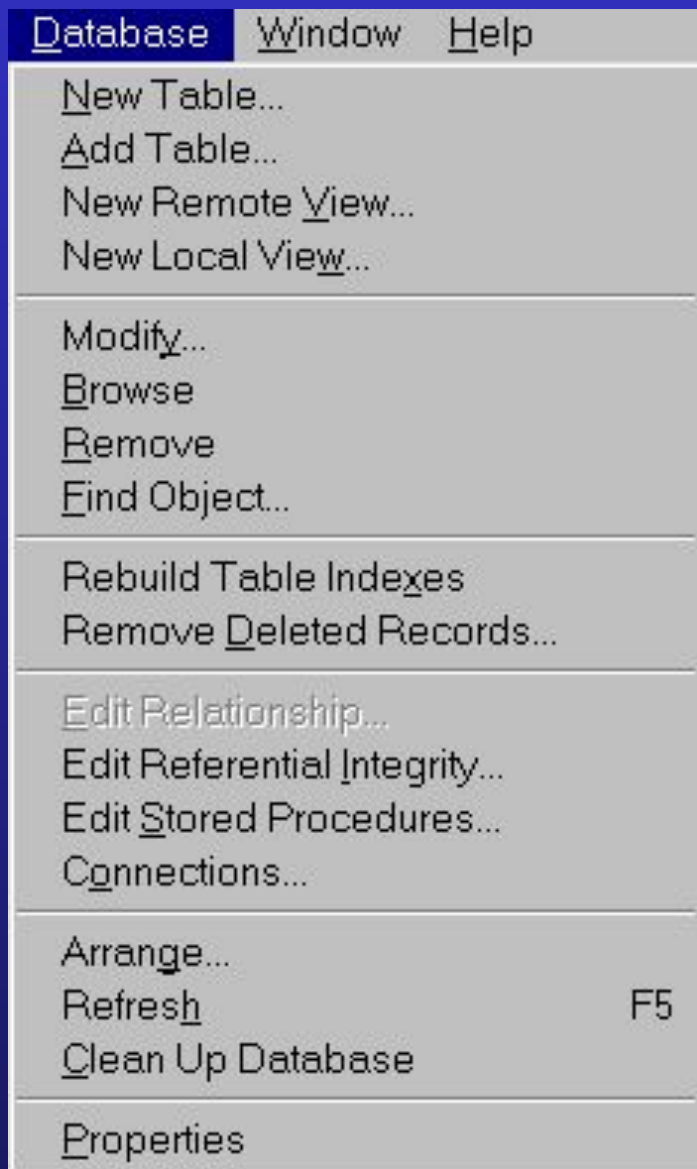 Database Window Help
New Table...
Add Table...
New Remote View...
New Local View...
Modify...
Browse
Remove
Find Object...
Rebuild Table Indexes
Remove Deleted Records...
Edit Relationship...
Edit Referential Integrity...
Edit Stored Procedures...
Connections...
Arrange...
Refresh F5
Clean Up Database
Properties